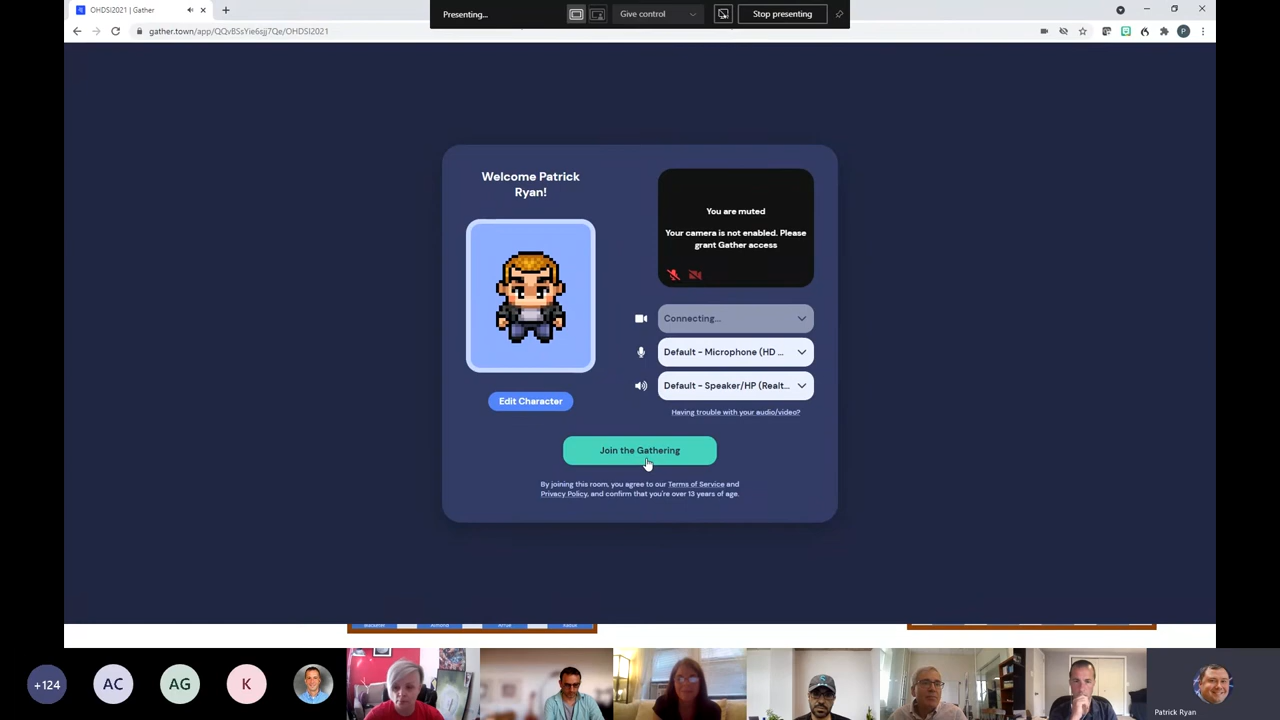 OHDSI2021 | Gather
Presenting...
Give control
Stop presenting
gather.town/app/QQvBSsYie6sjj7Qe/OHDSI2021
P
Welcome Patrick
Ryan!
You are muted
Your camera is not enabled. Please
grant Gather access
Connecting...
Default - Microphone (HD ...
Default - Speaker/HP (Realt...
Edit Character
Having trouble with your audio/video?
Join the Gathering
By joining this room, you agree to our Terms of Service and
Privacy Policy, and confirm that you're over 13 years of age.
+124
AC
AG
K
Patrick Ryan